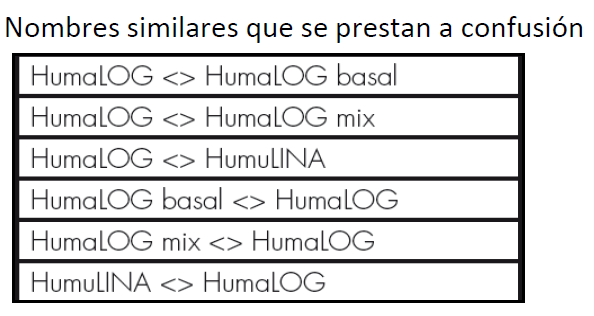 Nombres similares que se prestan a confusión
HumaLOG <> HumaLOG basal
HumaLOG <> HumaLOG mix
HumaLOG <> HumuLINA
HumaLOG basal <> HumaLOG
HumaLOG mix <> HumaLOG
HumuLINA <> HumaLOG